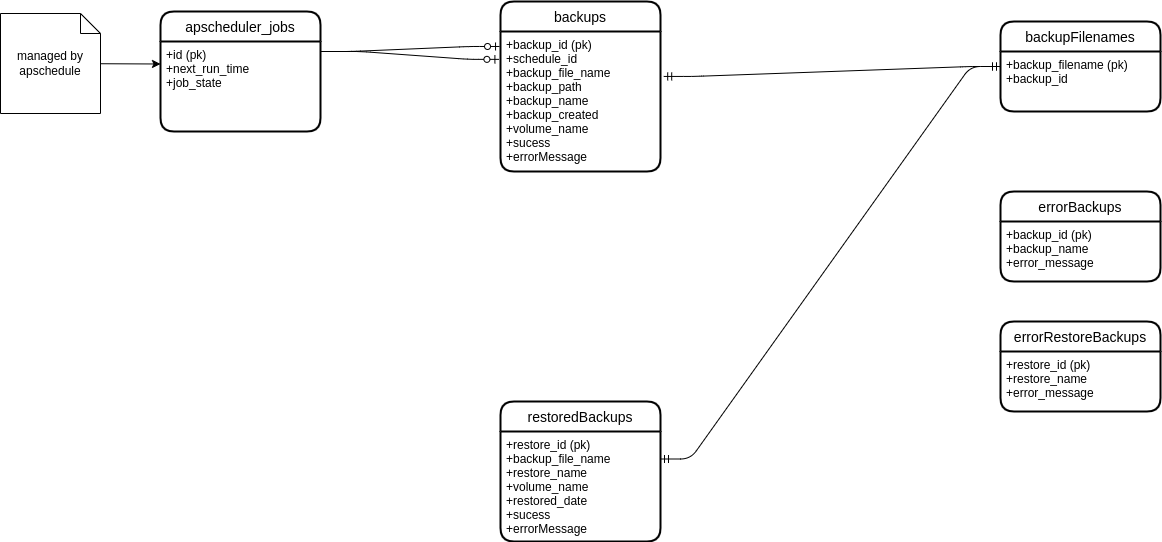 managed by
apschedule
apscheduler_jobs
+id (pk)
+next_run_time
+job_state
backups
+backup_id (pk)
+schedule_id
+backup_file_name
+backup_path
+backup_name
+backup_created
+volume_name
+sucess
+errorMessage
backupFilenames
+backup_filename (pk)
+backup_id
errorBackups
+backup_id (pk)
+backup_name
+error_message
errorRestoreBackups
+restore_id (pk)
+restore_name
+error_message
restoredBackups
+restore_id (pk)
+backup_file_name
+restore_name
+volume_name
+restored_date
+sucess
+errorMessage